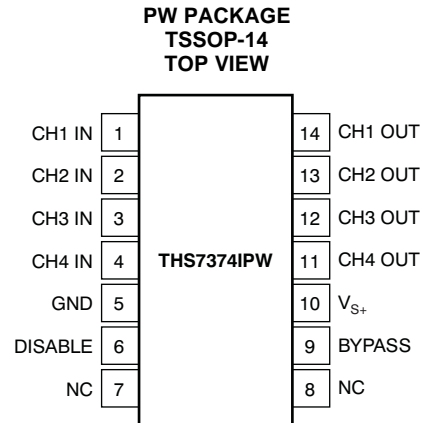 PW PACKAGE
TSSOP-14
TOP VIEW
CH1 IN 1 14 CH1 OUT
CH2 IN 2 13 CH2 OUT
CH3 IN 3 12 CH3 OUT
CH4 IN 4 THS7374IPW 11 CH4 OUT
GND 5 10 VS+
DISABLE 6 9 BYPASS
NC 7 8 NC